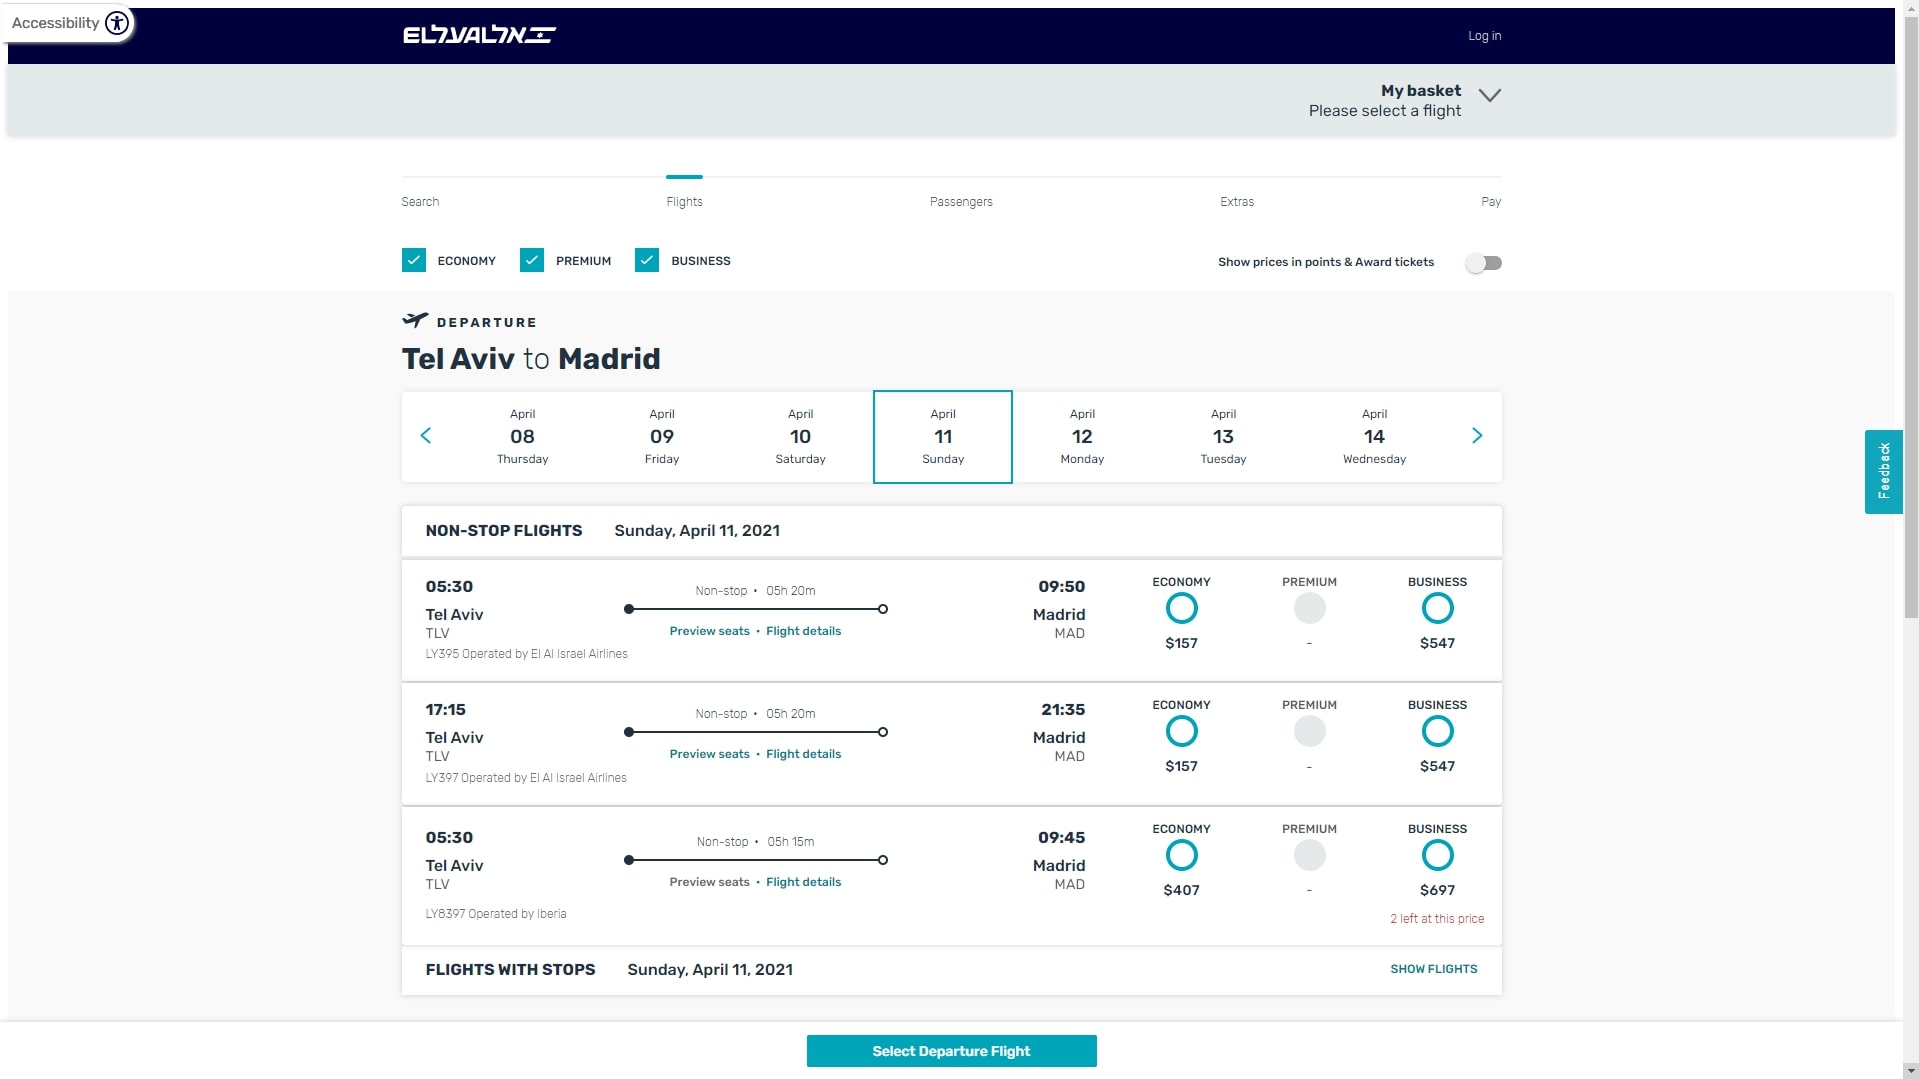 Accessibility
ELאלעל
Log in
My basket
Please select a flight
Search
Flights
Passengers
Extras
Pay
ECONOMY
PREMIUM
BUSINESS
Show prices in points & Award tickets
DEPARTURE
Tel Aviv to Madrid
April
08
Thursday
April
09
Friday
April
10
Saturday
April
11
Sunday
April
12
Monday
April
13
Tuesday
April
14
Wednesday
Feedback
NON-STOP FLIGHTS Sunday, April 11, 2021
05:30
Tel Aviv
TLV
LY395 Operated by El Al Israel Airlines
Non-stop • 05h 20m
Preview seats • Flight details
09:50
Madrid
MAD
ECONOMY
$157
PREMIUM
-
BUSINESS
$547
17:15
Tel Aviv
TLV
LY397 Operated by El Al Israel Airlines
Non-stop • 05h 20m
Preview seats • Flight details
21:35
Madrid
MAD
ECONOMY
$157
PREMIUM
-
BUSINESS
$547
05:30
Tel Aviv
TLV
LY8397 Operated by Iberia
Non-stop • 05h 15m
Preview seats • Flight details
09:45
Madrid
MAD
ECONOMY
$407
PREMIUM
-
BUSINESS
$697
2 left at this price
FLIGHTS WITH STOPS Sunday, April 11, 2021
SHOW FLIGHTS
Select Departure Flight